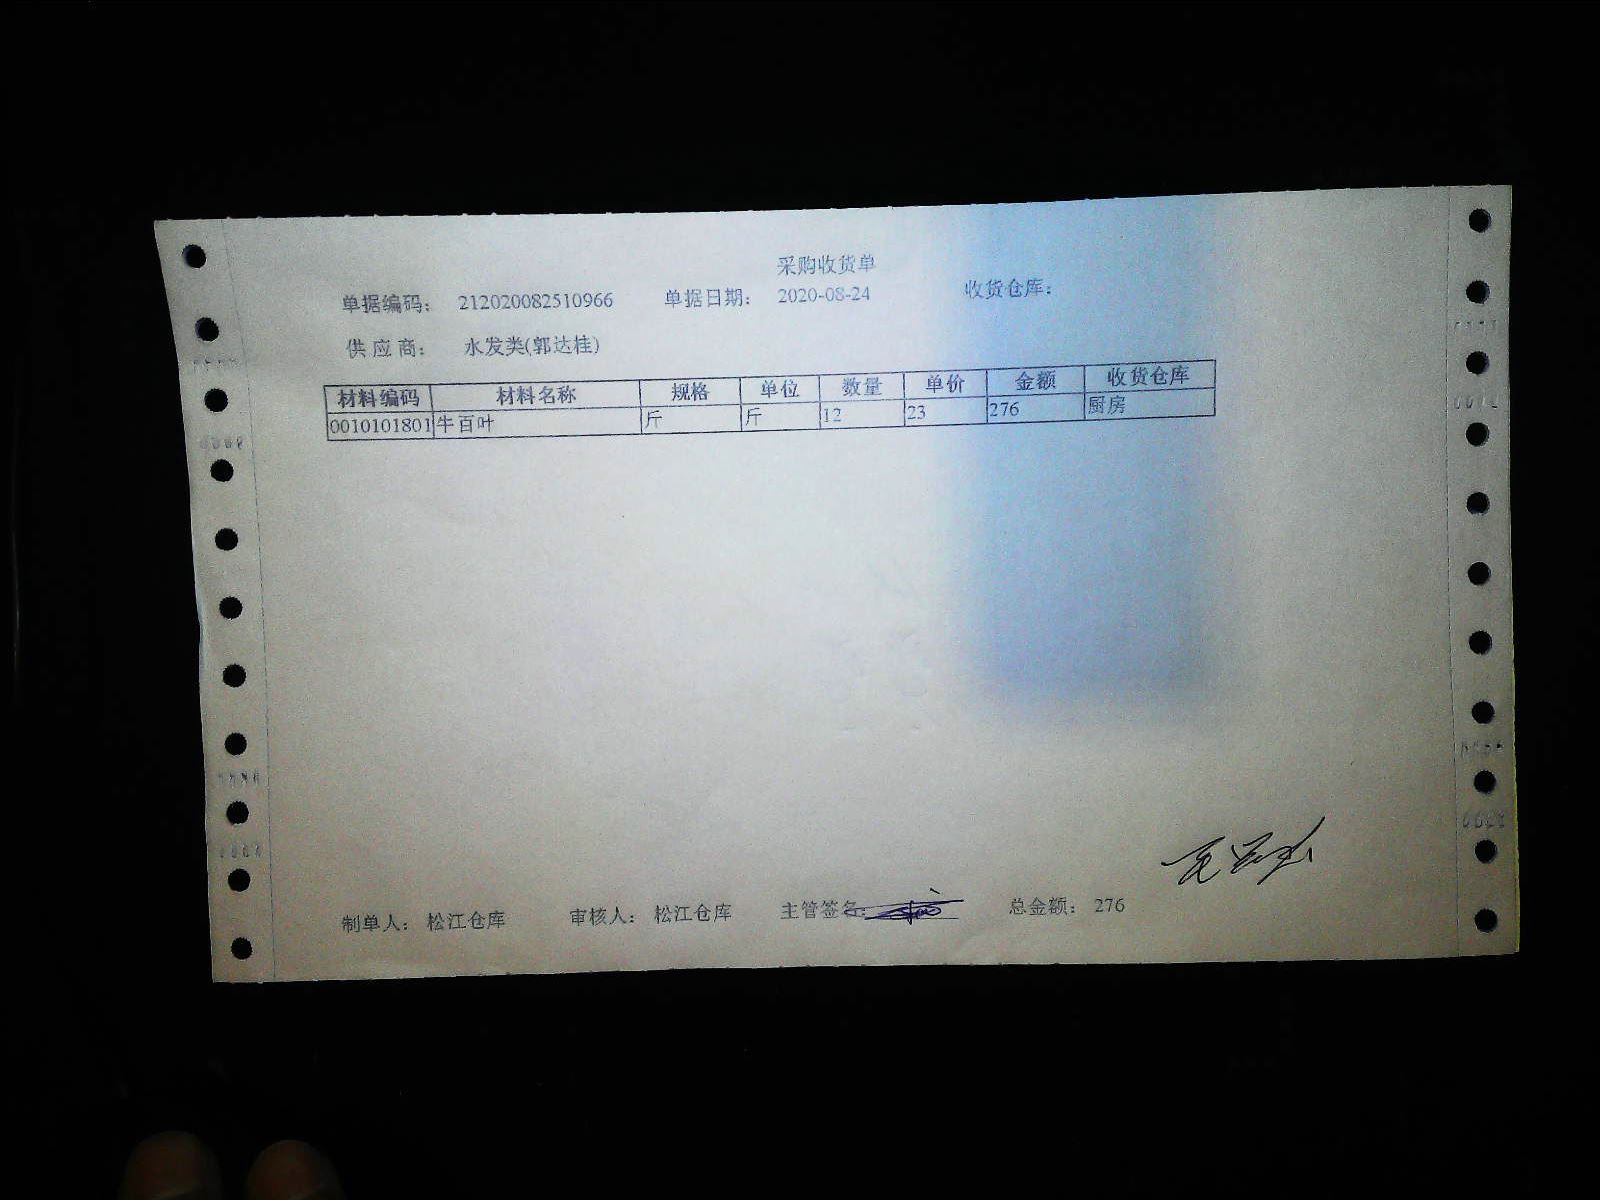 采购收货单
单据编码： 212020082510966 单据日期： 2020-08-24 收货仓库：
供 应 商： 水发类(郭达桂)
材料编码 材料名称 规格 单位 数量 单价 金额 收货仓库
0010101801 牛百叶 斤 斤 12 23 276 厨房
制单人： 松江仓库 审核人： 松江仓库 主管签名： 总金额： 276